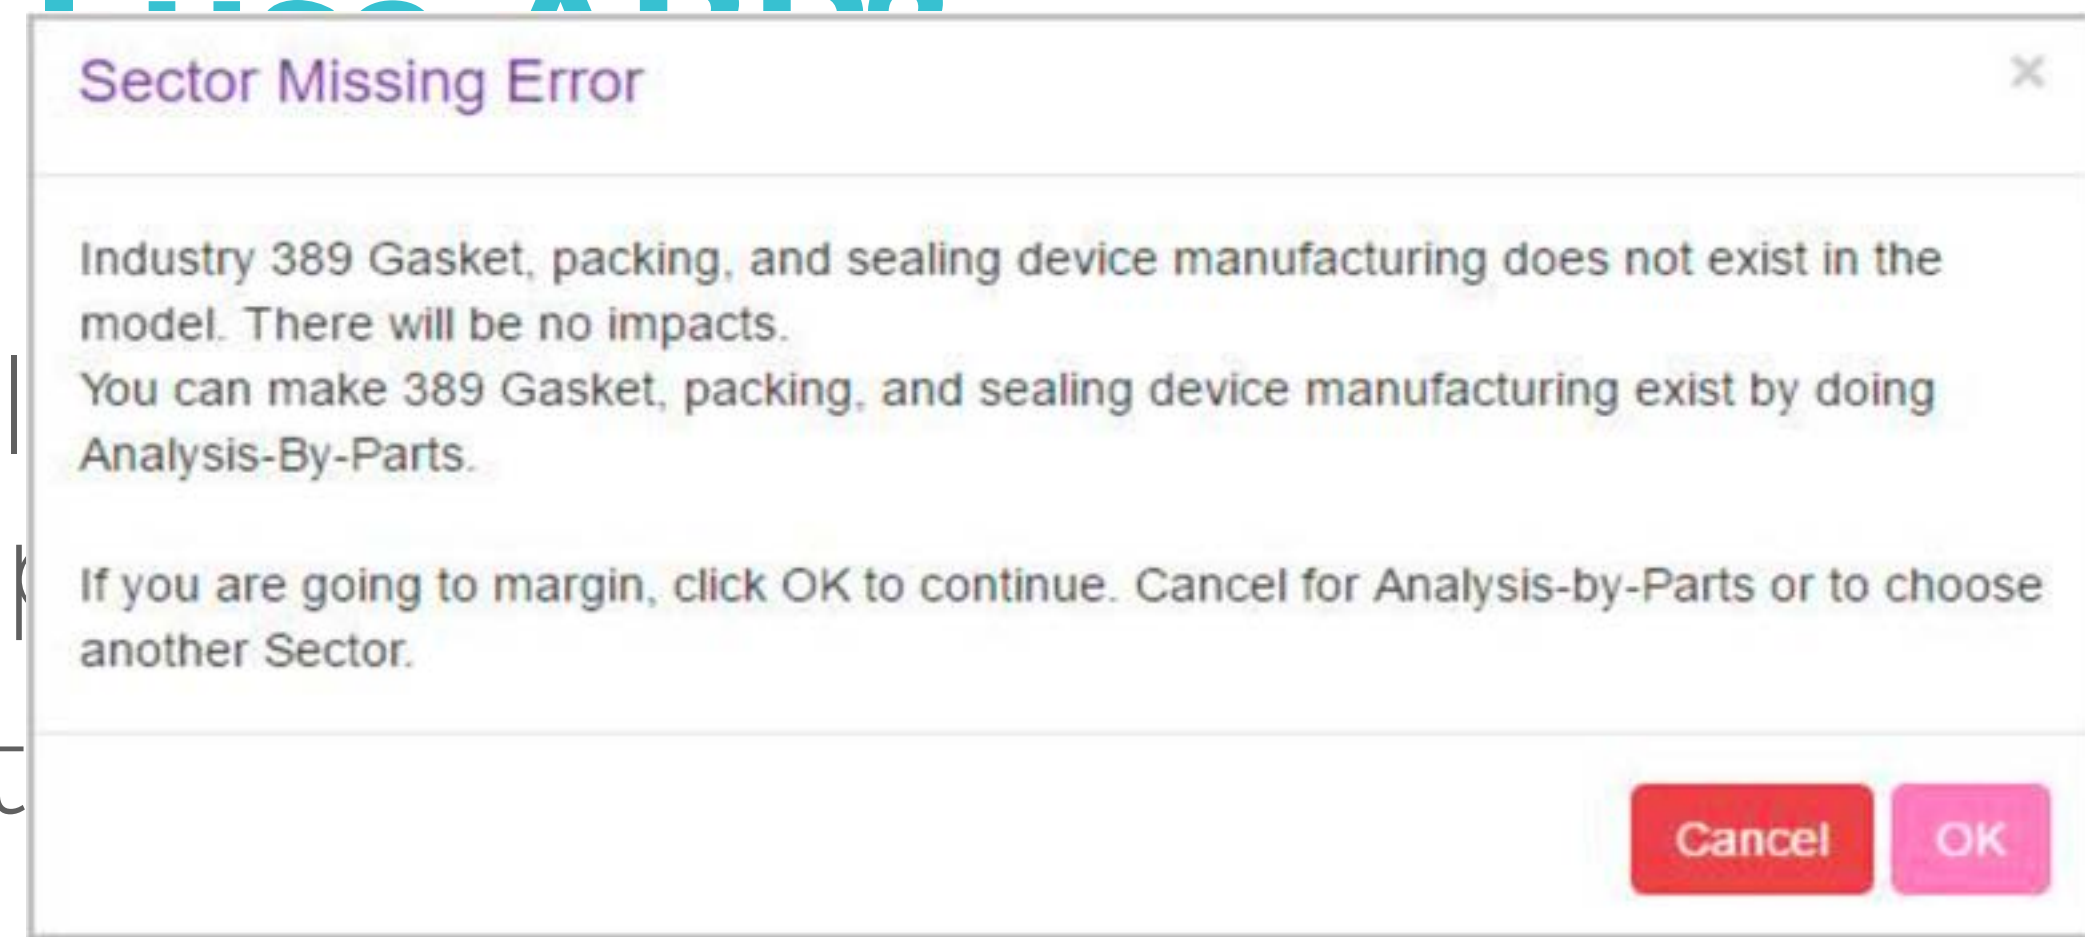 Sector Missing Error
×
Industry 389 Gasket, packing, and sealing device manufacturing does not exist in the
model. There will be no impacts.
You can make 389 Gasket, packing, and sealing device manufacturing exist by doing
Analysis-By-Parts.
If you are going to margin, click OK to continue. Cancel for Analysis-by-Parts or to choose
another Sector.
Cancel OK